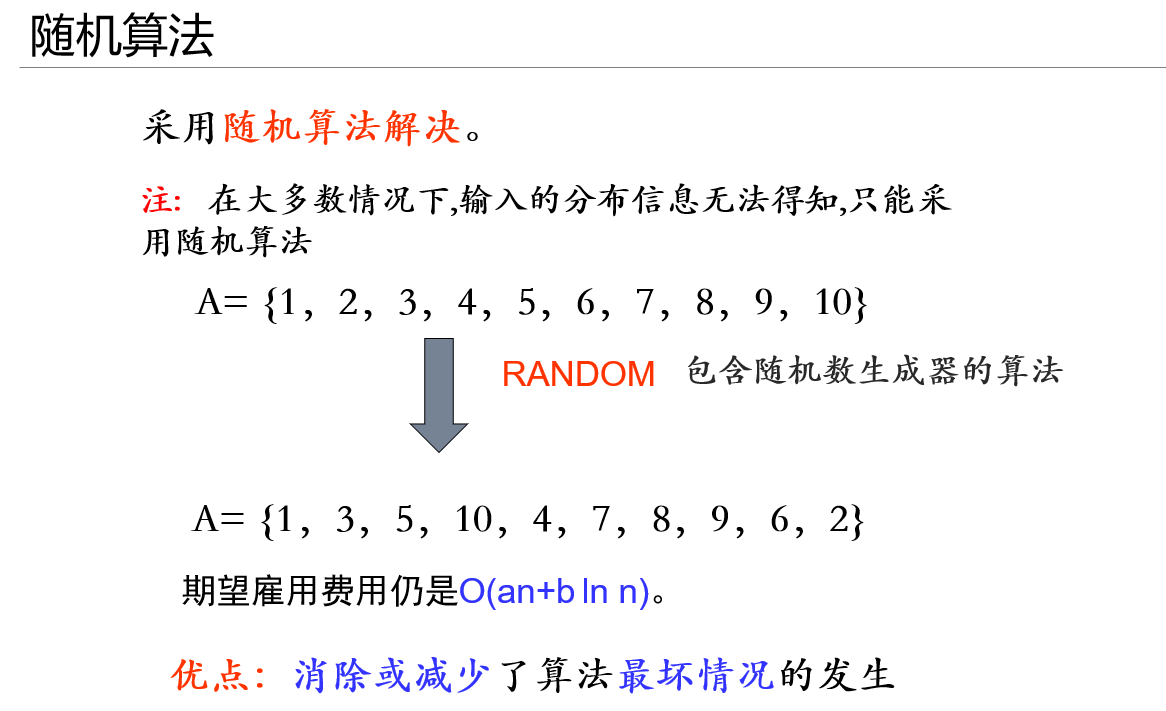 随机算法
采用随机算法解决。
注: 在大多数情况下,输入的分布信息无法得知,只能采
用随机算法
A= {1，2，3，4，5，6，7，8，9，10}
RANDOM 包含随机数生成器的算法
A= {1，3，5，10，4，7，8，9，6，2}
期望雇用费用仍是O(an+b ln n)。
优点：消除或减少了算法最坏情况的发生